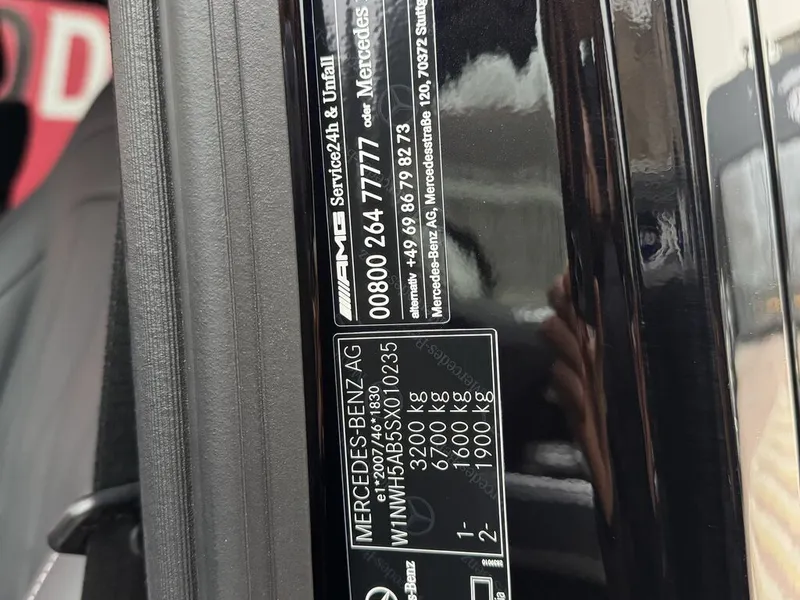 AMG Service24h & Unfall
00800 264 77777 oder Mercedes
alternativ +49 69 86 79 82 73
Mercedes-Benz AG, Mercedesstraße 120, 70372 Stuttg
MERCEDES-BENZ AG
e1*2007/46*1830
W1NWH5AB5SX010235
3200 kg
6700 kg
1- 1600 kg
2- 1900 kg
s-Benz
D